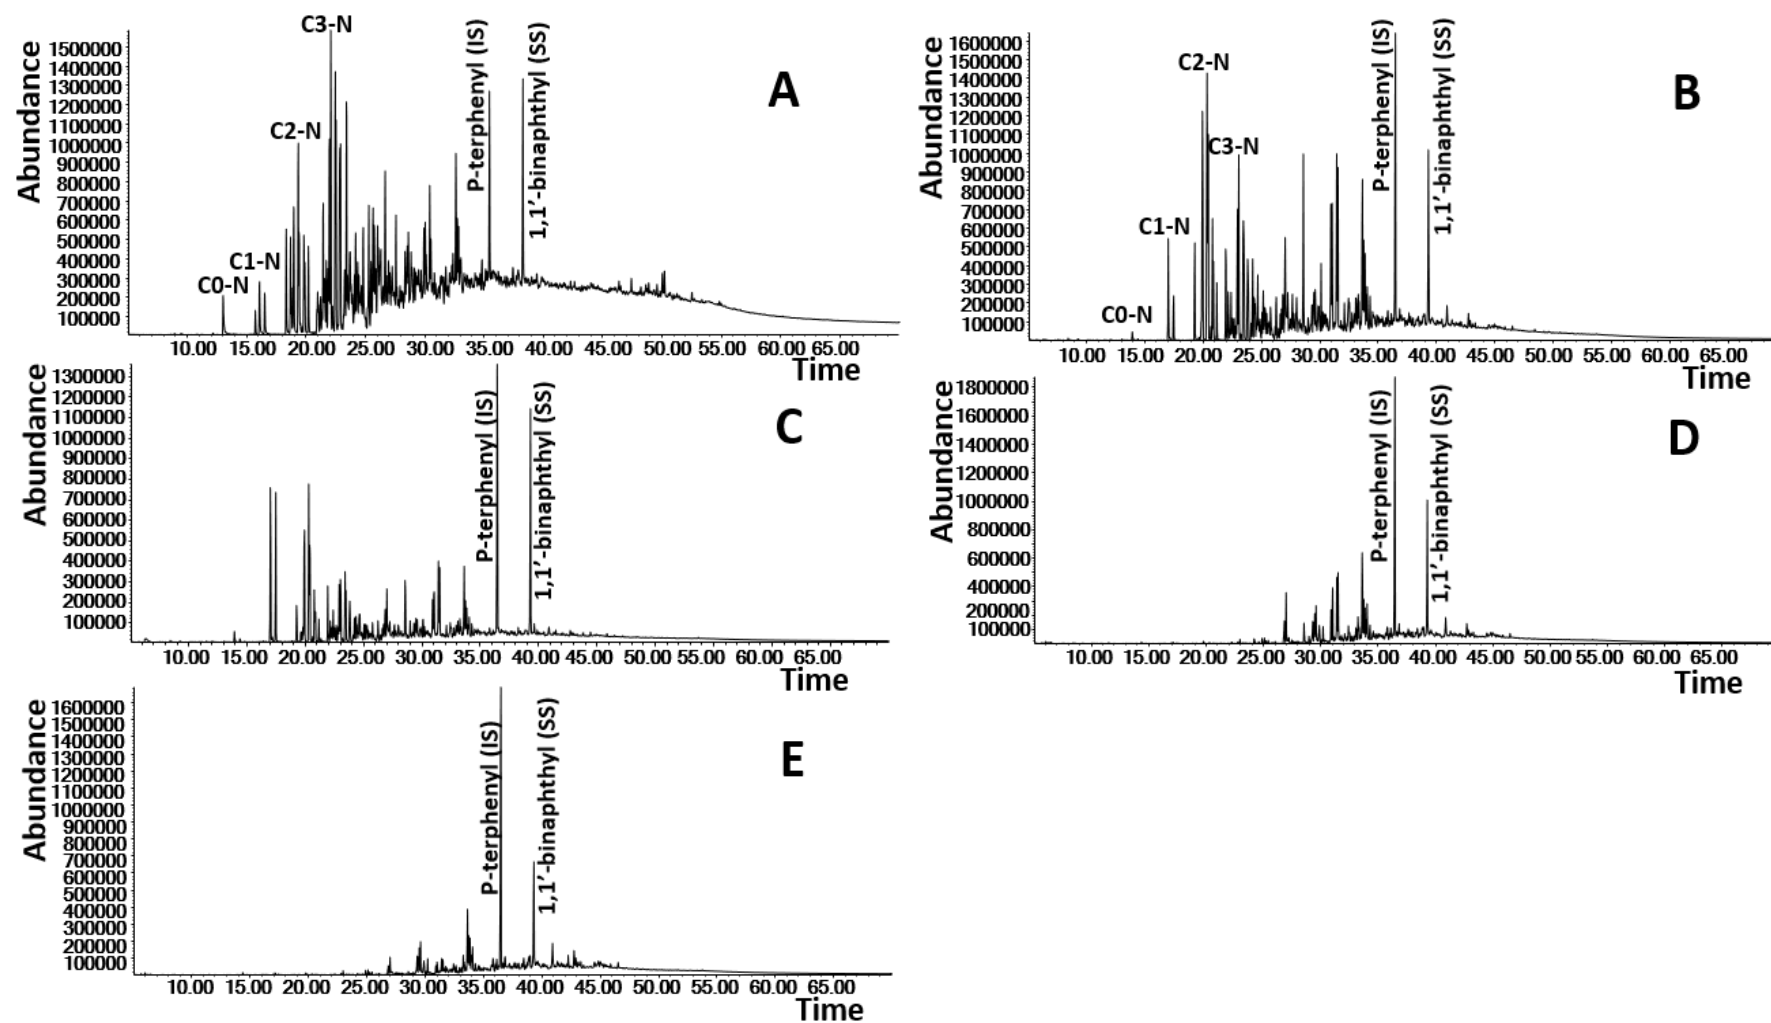 A
Abundance
1500000
1400000
1300000
1200000
1100000
1000000
900000
800000
700000
600000
500000
400000
300000
200000
100000
C0-N
C1-N
C2-N
C3-N
P-terphenyl (IS)
1,1′-binaphthyl (SS)
10.00 15.00 20.00 25.00 30.00 35.00 40.00 45.00 50.00 55.00 60.00 65.00
Time
B
Abundance
1600000
1500000
1400000
1300000
1200000
1100000
1000000
900000
800000
700000
600000
500000
400000
300000
200000
100000
C0-N
C1-N
C2-N
C3-N
P-terphenyl (IS)
1,1′-binaphthyl (SS)
10.00 15.00 20.00 25.00 30.00 35.00 40.00 45.00 50.00 55.00 60.00 65.00
Time
C
Abundance
1300000
1200000
1100000
1000000
900000
800000
700000
600000
500000
400000
300000
200000
100000
P-terphenyl (IS)
1,1′-binaphthyl (SS)
10.00 15.00 20.00 25.00 30.00 35.00 40.00 45.00 50.00 55.00 60.00 65.00
Time
D
Abundance
1800000
1600000
1400000
1200000
1000000
800000
600000
400000
200000
100000
P-terphenyl (IS)
1,1′-binaphthyl (SS)
10.00 15.00 20.00 25.00 30.00 35.00 40.00 45.00 50.00 55.00 60.00 65.00
Time
E
Abundance
1600000
1500000
1400000
1300000
1200000
1100000
1000000
900000
800000
700000
600000
500000
400000
300000
200000
100000
P-terphenyl (IS)
1,1′-binaphthyl (SS)
10.00 15.00 20.00 25.00 30.00 35.00 40.00 45.00 50.00 55.00 60.00 65.00
Time